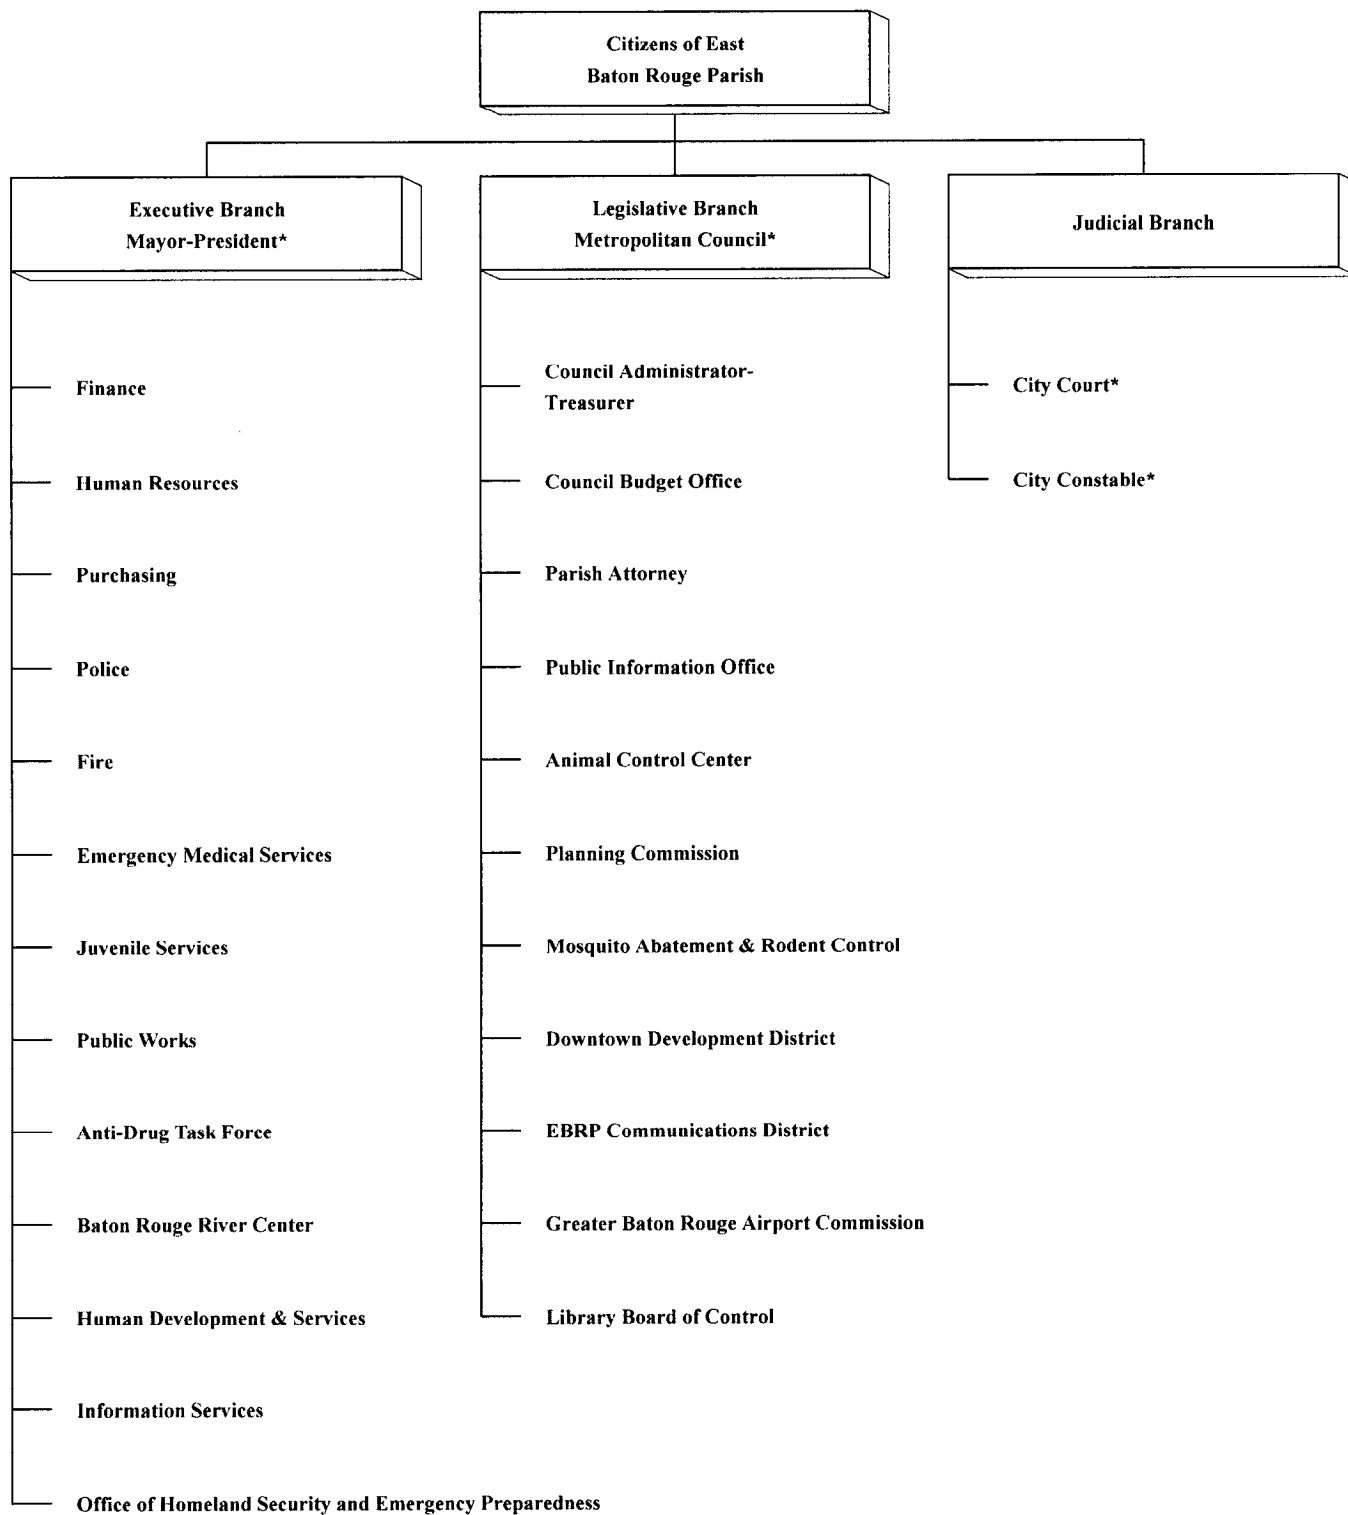 Citizens of East
Baton Rouge Parish
Executive Branch
Mayor-President*
Legislative Branch
Metropolitan Council*
Judicial Branch
Finance
Human Resources
Purchasing
Police
Fire
Emergency Medical Services
Juvenile Services
Public Works
Anti-Drug Task Force
Baton Rouge River Center
Human Development & Services
Information Services
Office of Homeland Security and Emergency Preparedness
Council Administrator-
Treasurer
Council Budget Office
Parish Attorney
Public Information Office
Animal Control Center
Planning Commission
Mosquito Abatement & Rodent Control
Downtown Development District
EBRP Communications District
Greater Baton Rouge Airport Commission
Library Board of Control
City Court*
City Constable*